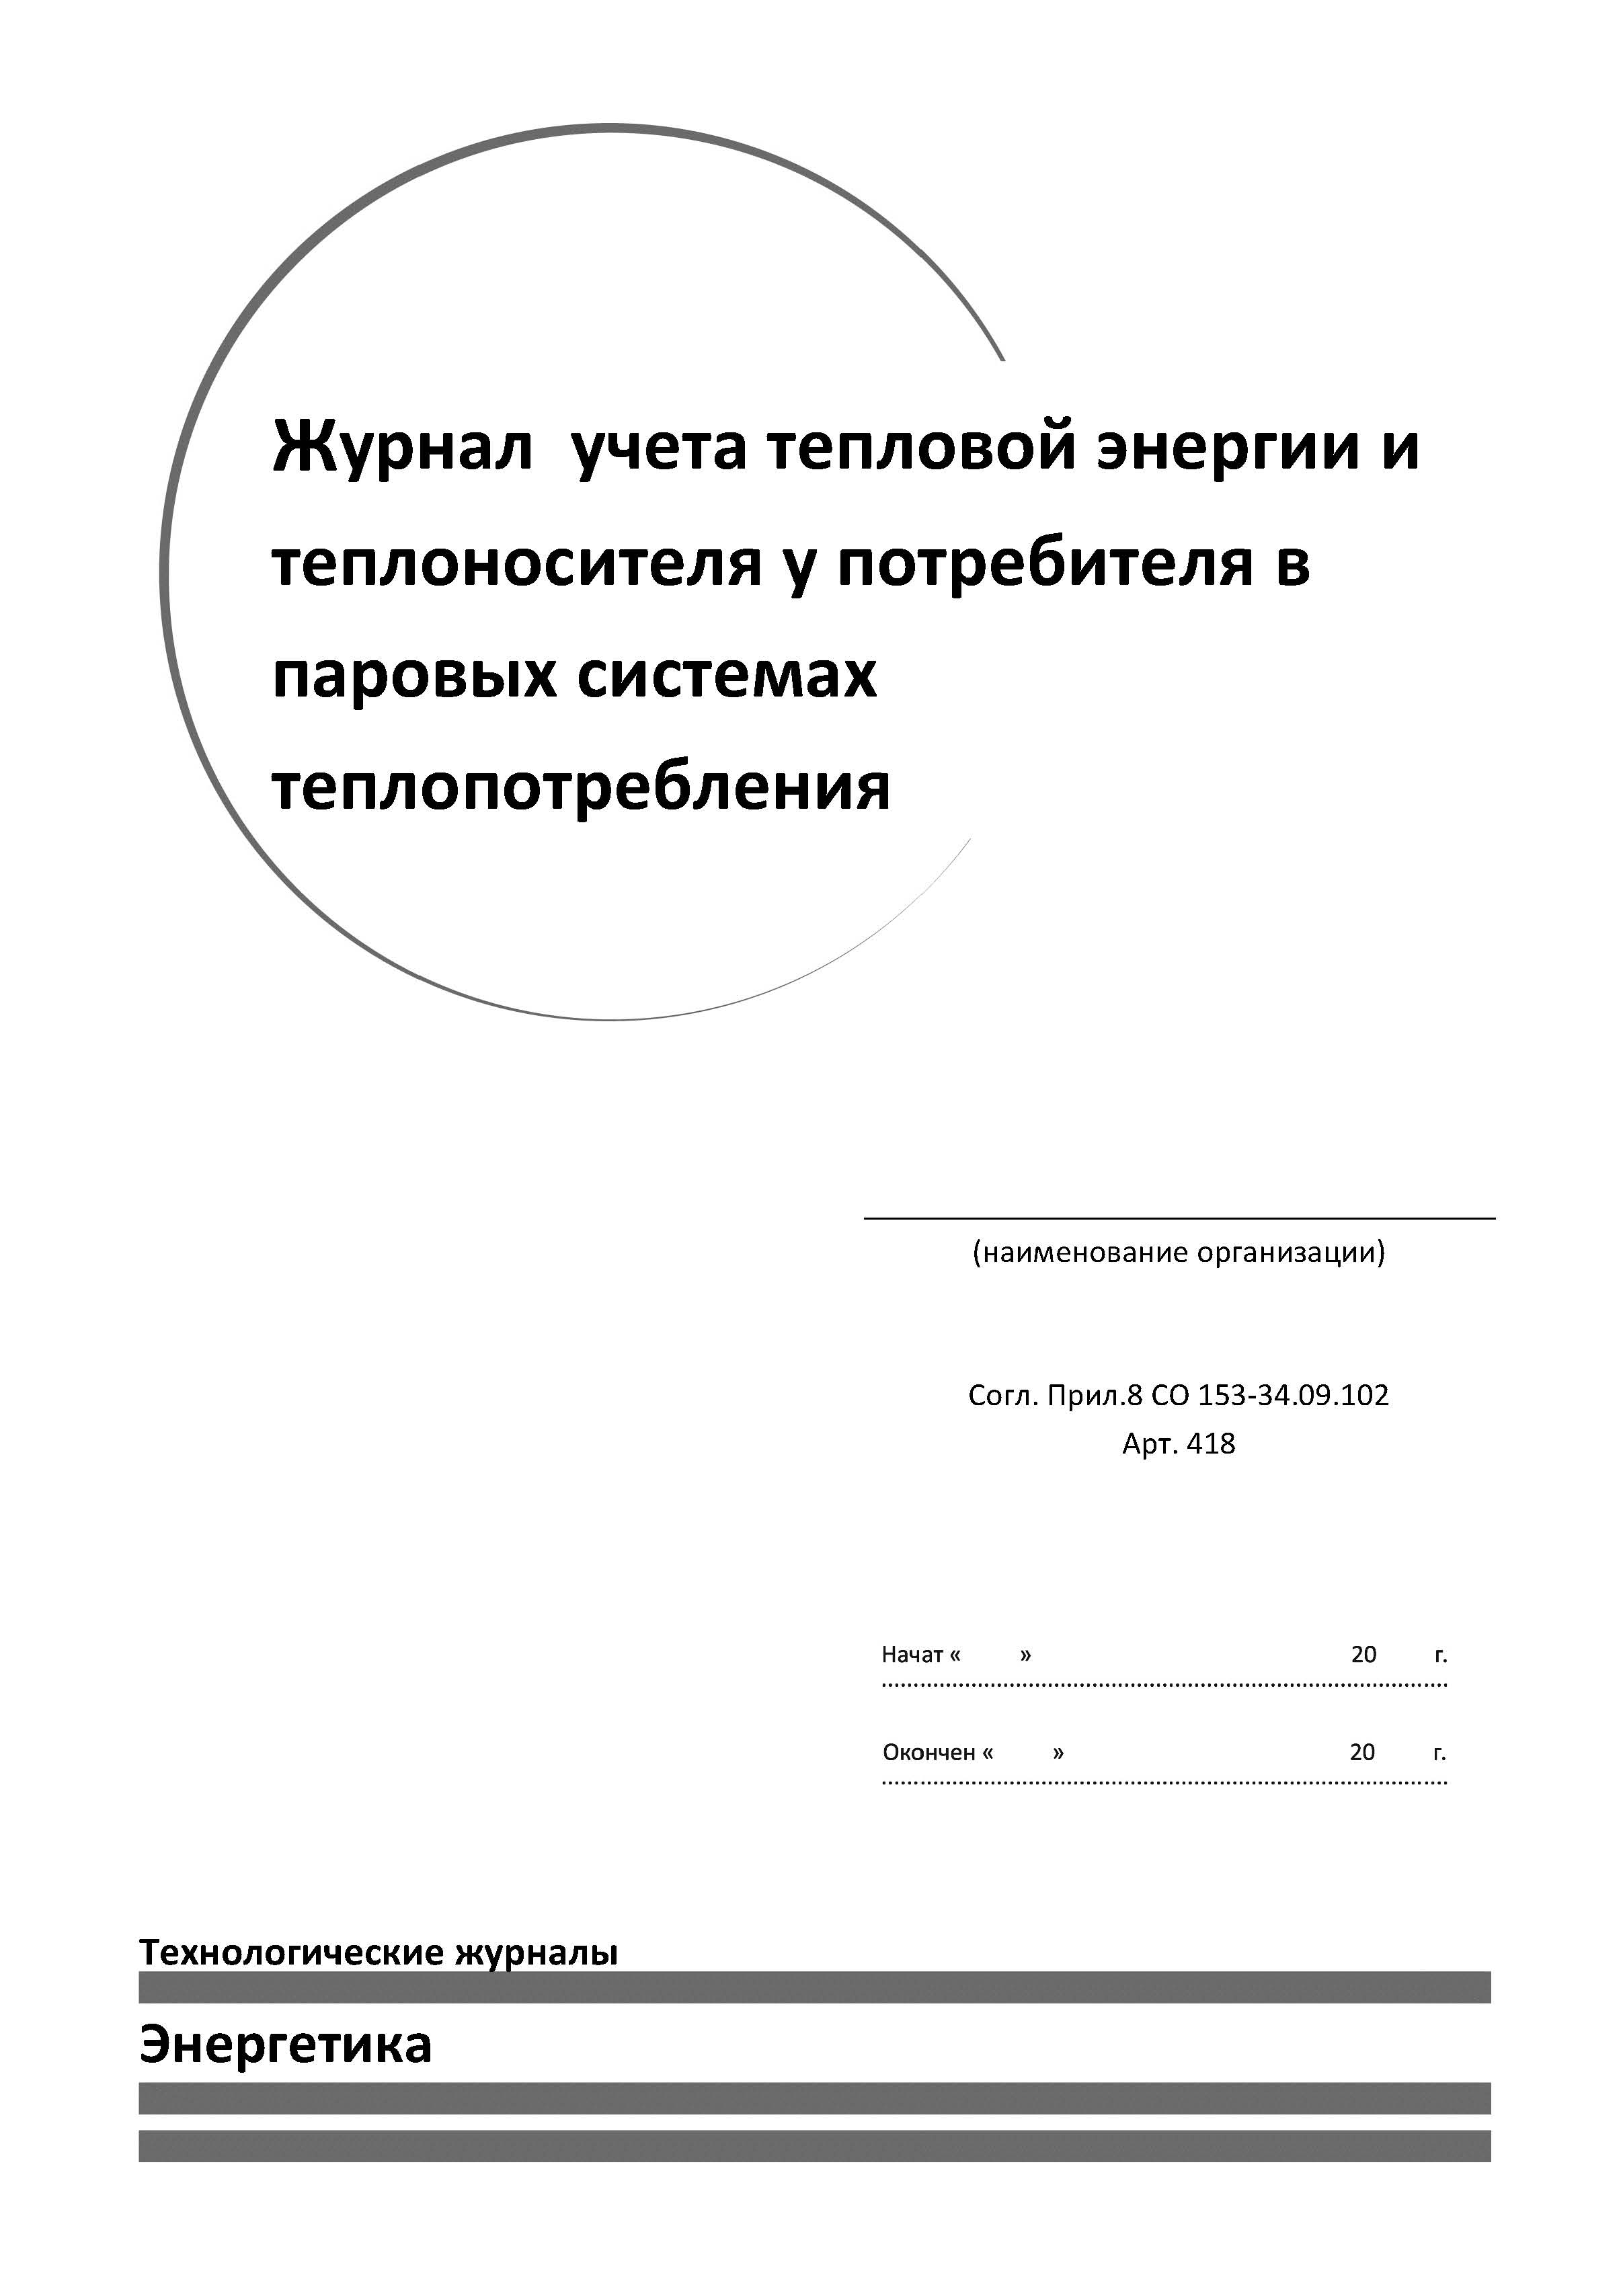 Журнал учета тепловой энергии и
теплоносителя у потребителя в
паровых системах
теплопотребления
(наименование организации)
Согл. Прил.8 СО 153-34.09.102
Арт. 418
Начат « » 20 г.
Окончен « » 20 г.
Технологические журналы
Энергетика